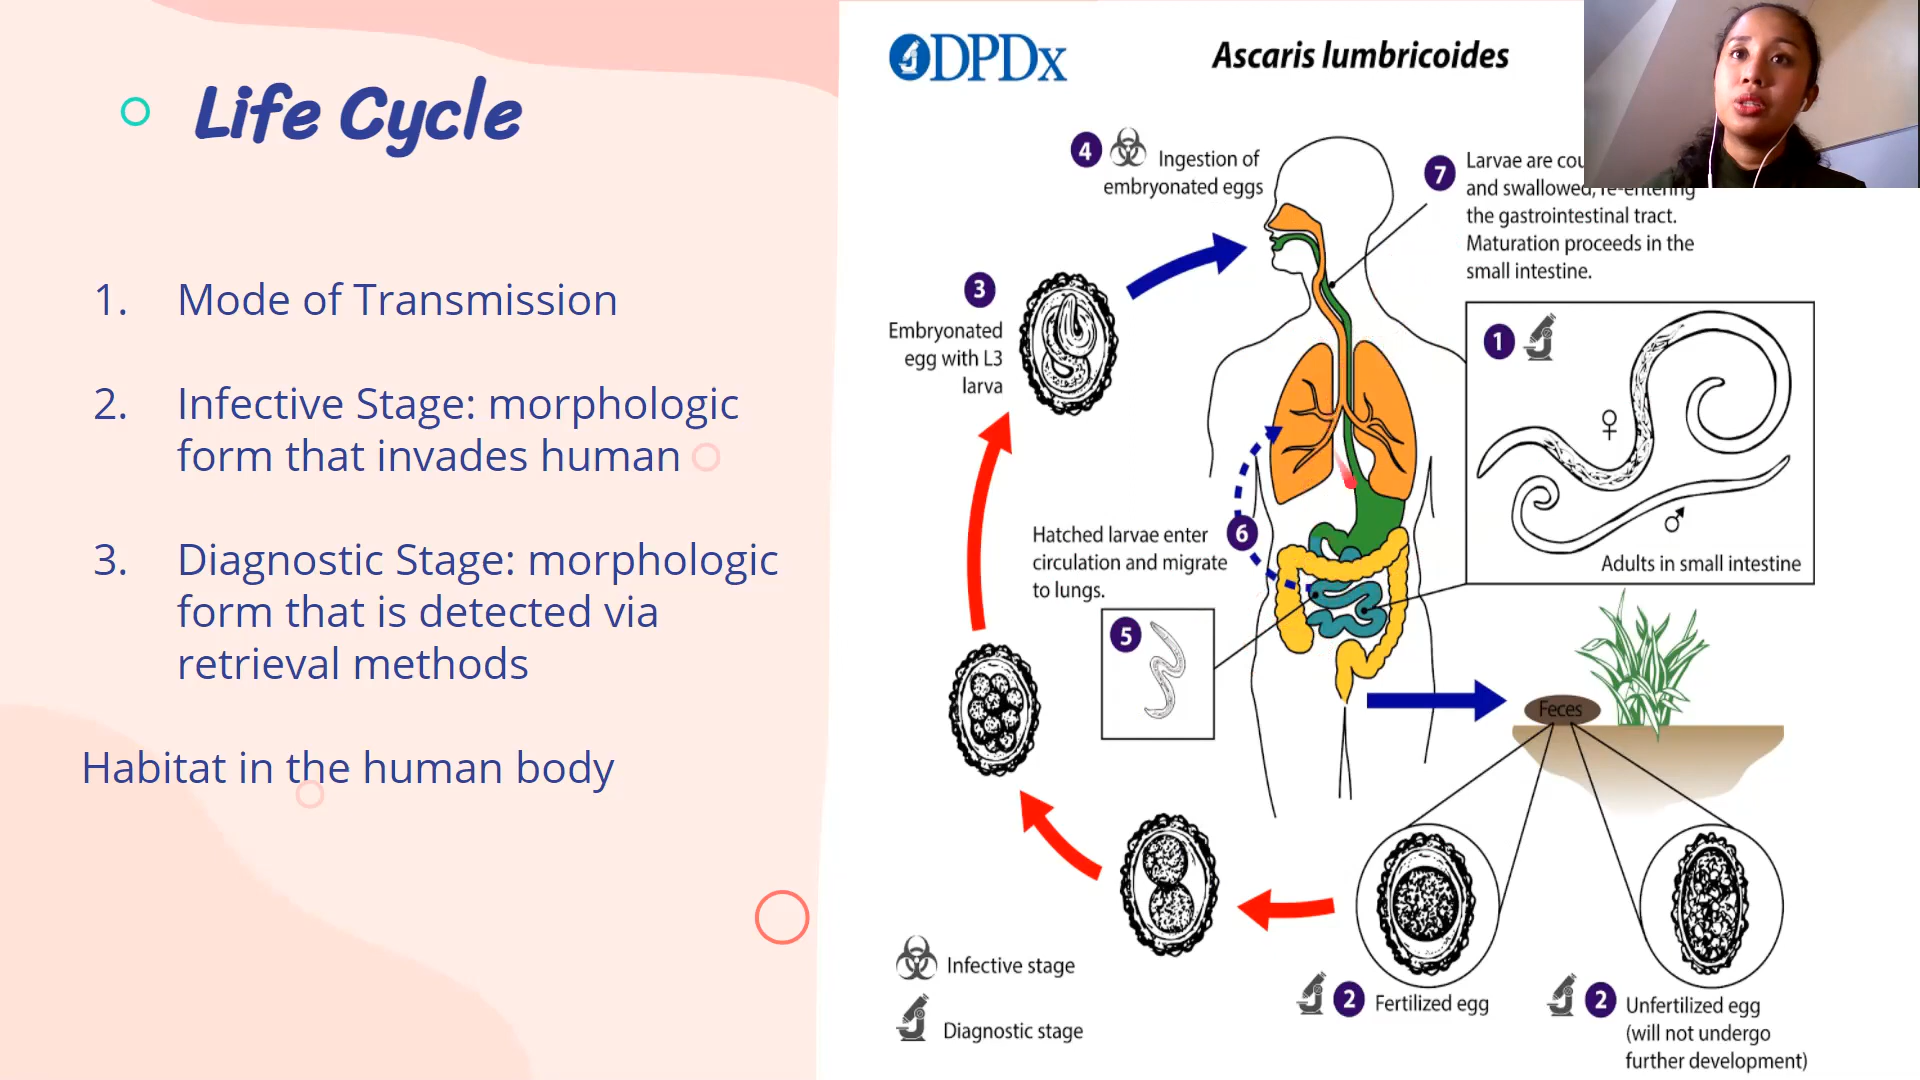 Life Cycle
1. Mode of Transmission
2. Infective Stage: morphologic
form that invades human
3. Diagnostic Stage: morphologic
form that is detected via
retrieval methods
Habitat in the human body
DPDx
Ascaris lumbricoides
4
Ingestion of
embryonated eggs
7
Larvae are
and swallowed, re-entering
the gastrointestinal tract.
Maturation proceeds in the
small intestine.
3
Embryonated
egg with L3
larva
1
♀
♂
Adults in small intestine
6
Hatched larvae enter
circulation and migrate
to lungs.
5
Feces
Infective stage
Diagnostic stage
2 Fertilized egg
2 Unfertilized egg
(will not undergo
further development)